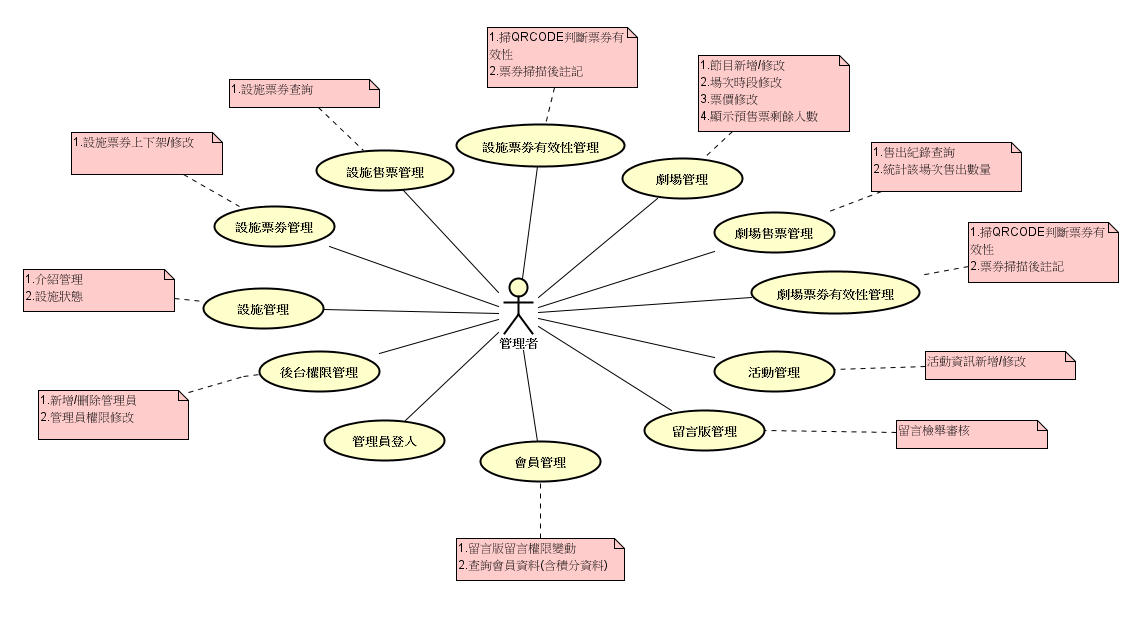 1.掃QRCODE判斷票券有
效性
2.票券掃描後註記
1.節目新增/修改
2.場次時段修改
3.票價修改
4.顯示預售票剩餘人數
1.設施票券查詢
1.設施票券上下架/修改
1.售出紀錄查詢
2.統計該場次售出數量
設施票券有效性管理
設施售票管理
劇場管理
設施票券管理
劇場售票管理
1.掃QRCODE判斷票券有
效性
2.票券掃描後註記
1.介紹管理
2.設施狀態
設施管理
劇場票券有效性管理
管理者
後台權限管理
活動管理
活動資訊新增/修改
1.新增/刪除管理員
2.管理員權限修改
管理員登入
留言版管理
留言檢舉審核
會員管理
1.留言版留言權限變動
2.查詢會員資料(含積分資料)